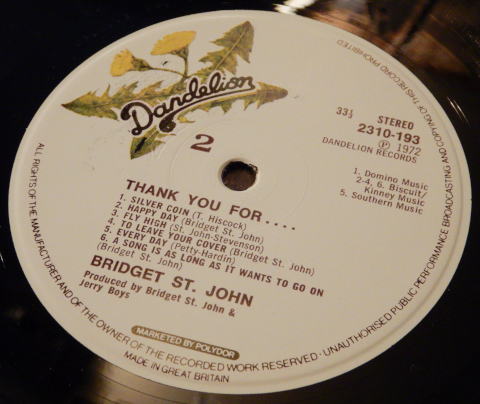 Dandelion
2
33⅓ STEREO
2310-193
Ⓟ 1972
DANDELION RECORDS
1. Domino Music
2-4, 6. Biscuit/
Kinney Music
5. Southern Music
THANK YOU FOR....
1. SILVER COIN (T. Hiscock)
2. HAPPY DAY (Bridget St. John)
3. FLY HIGH (St. John-Stevenson)
4. TO LEAVE YOUR COVER (Bridget St. John)
5. EVERY DAY (Petty-Hardin)
6. A SONG IS AS LONG AS IT WANTS TO GO ON
(Bridget St. John)
BRIDGET ST. JOHN
Produced by Bridget St. John &
Jerry Boys
MARKETED BY POLYDOR
ALL RIGHTS OF THE MANUFACTURER AND OF THE OWNER OF THE RECORDED WORK RESERVED · UNAUTHORISED PUBLIC PERFORMANCE BROADCASTING AND COPYING OF THIS RECORD PROHIBITED
MADE IN GREAT BRITAIN